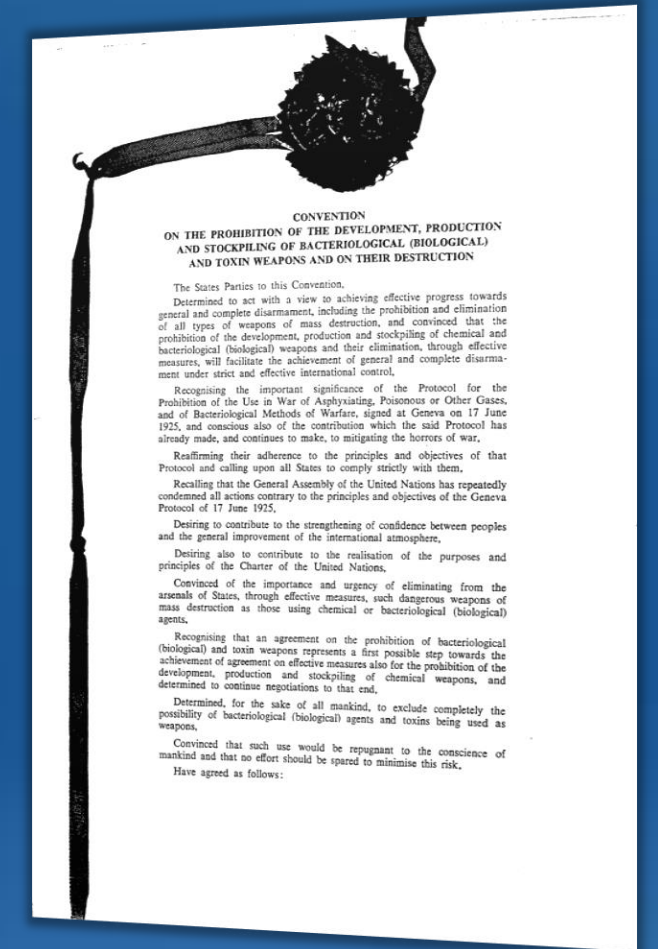 CONVENTION
ON THE PROHIBITION OF THE DEVELOPMENT, PRODUCTION
AND STOCKPILING OF BACTERIOLOGICAL (BIOLOGICAL)
AND TOXIN WEAPONS AND ON THEIR DESTRUCTION
The States Parties to this Convention,
Determined to act with a view to achieving effective progress towards
general and complete disarmament, including the prohibition and elimination
of all types of weapons of mass destruction, and convinced that the
prohibition of the development, production and stockpiling of chemical and
bacteriological (biological) weapons and their elimination, through effective
measures, will facilitate the achievement of general and complete disarma-
ment under strict and effective international control,
Recognising the important significance of the Protocol for the
Prohibition of the Use in War of Asphyxiating, Poisonous or Other Gases,
and of Bacteriological Methods of Warfare, signed at Geneva on 17 June
1925, and conscious also of the contribution which the said Protocol has
already made, and continues to make, to mitigating the horrors of war,
Reaffirming their adherence to the principles and objectives of that
Protocol and calling upon all States to comply strictly with them,
Recalling that the General Assembly of the United Nations has repeatedly
condemned all actions contrary to the principles and objectives of the Geneva
Protocol of 17 June 1925,
Desiring to contribute to the strengthening of confidence between peoples
and the general improvement of the international atmosphere,
Desiring also to contribute to the realisation of the purposes and
principles of the Charter of the United Nations,
Convinced of the importance and urgency of eliminating from the
arsenals of States, through effective measures, such dangerous weapons of
mass destruction as those using chemical or bacteriological (biological)
agents,
Recognising that an agreement on the prohibition of bacteriological
(biological) and toxin weapons represents a first possible step towards the
achievement of agreement on effective measures also for the prohibition of the
development, production and stockpiling of chemical weapons, and
determined to continue negotiations to that end,
Determined, for the sake of all mankind, to exclude completely the
possibility of bacteriological (biological) agents and toxins being used as
weapons,
Convinced that such use would be repugnant to the conscience of
mankind and that no effort should be spared to minimise this risk,
Have agreed as follows: